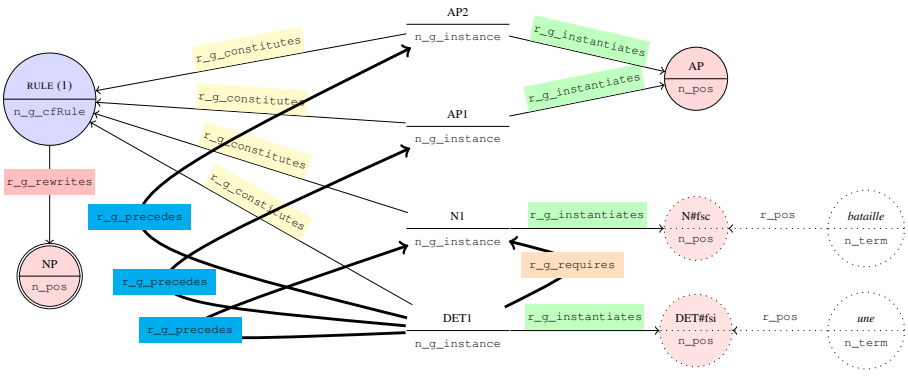 AP2
n_g_instance
r_g_constitutes
r_g_instantiates
RULE (1)
n_g_cfRule
AP
n_pos
r_g_constitutes
r_g_instantiates
AP1
n_g_instance
r_g_constitutes
r_g_rewrites
r_g_constitutes
r_g_precedes
N1
n_g_instance
r_g_instantiates
N#fsc
n_pos
r_pos
bataille
n_term
NP
n_pos
r_g_precedes
r_g_requires
r_g_precedes
DET1
n_g_instance
r_g_instantiates
DET#fsi
n_pos
r_pos
une
n_term